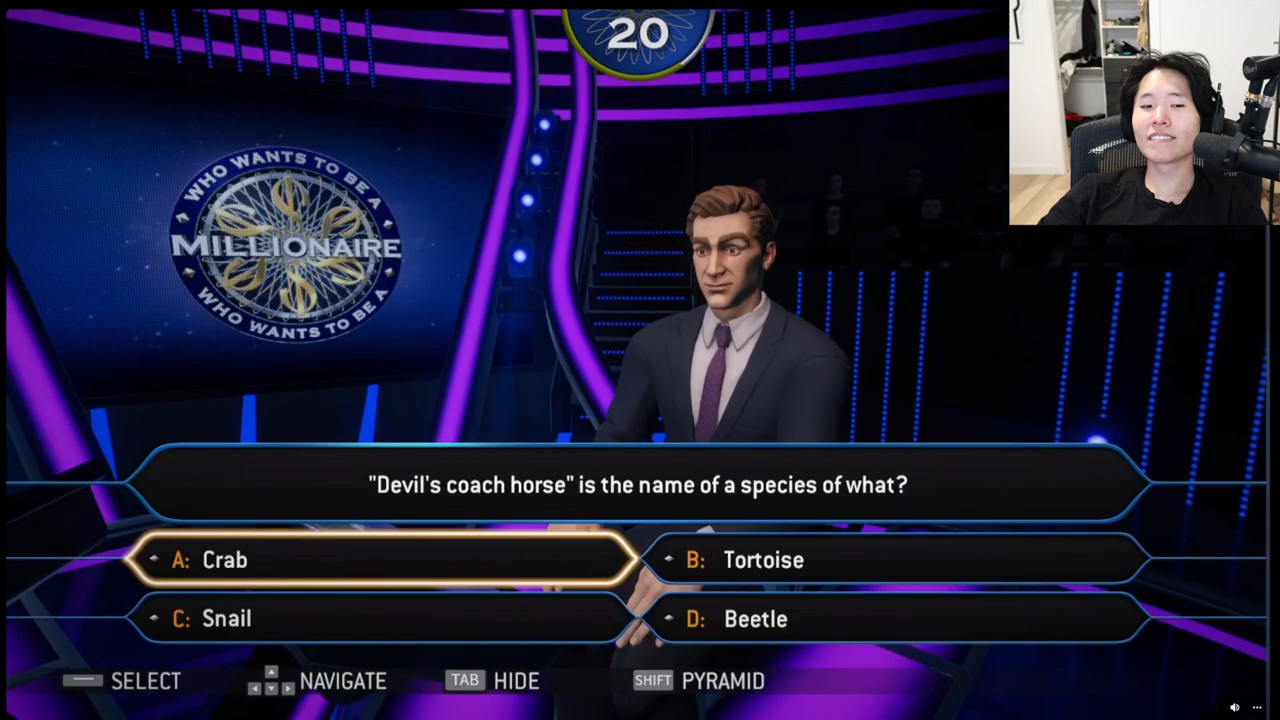 20
WHO WANTS TO BE A
MILLIONAIRE
WHO WANTS TO BE A
"Devil's coach horse" is the name of a species of what?
A: Crab
B: Tortoise
C: Snail
D: Beetle
SELECT
NAVIGATE
TAB HIDE
SHIFT PYRAMID